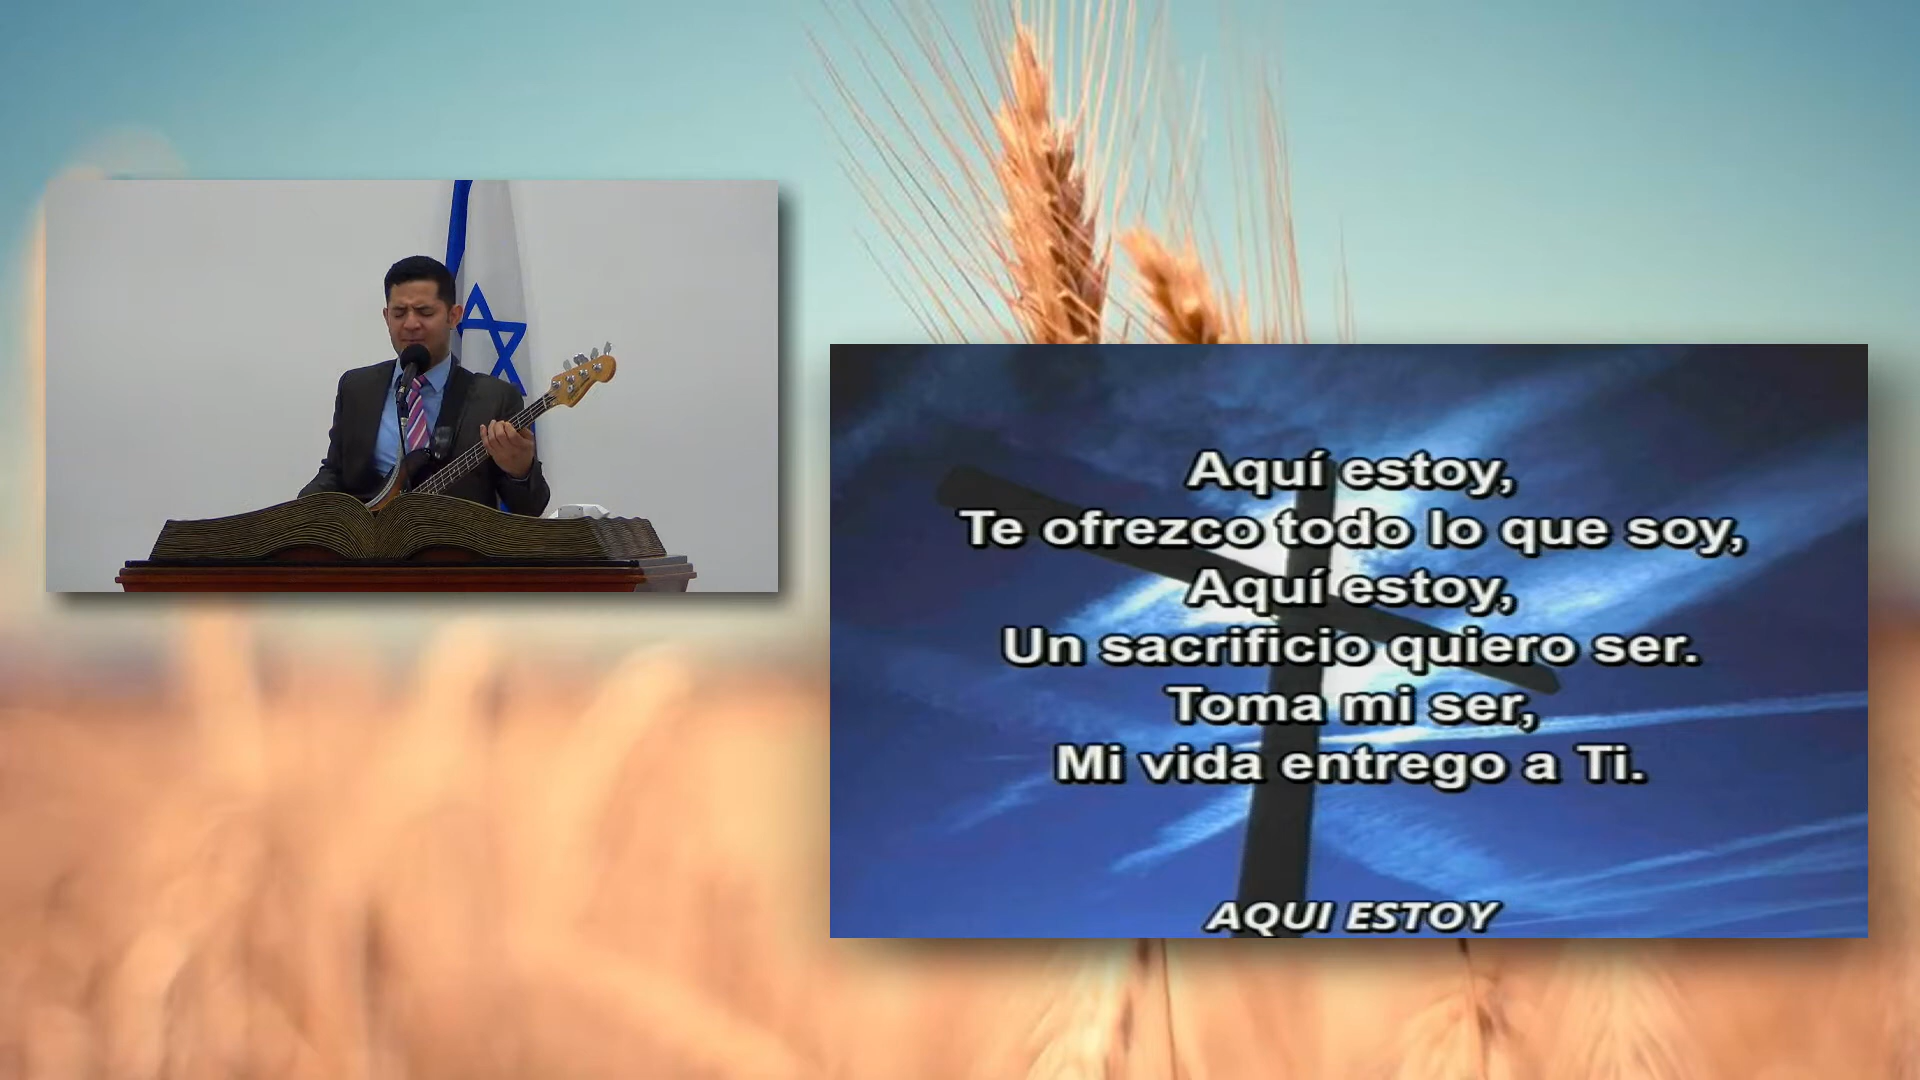 Aquí estoy,
Te ofrezco todo lo que soy,
Aquí estoy,
Un sacrificio quiero ser.
Toma mi ser,
Mi vida entrego a Ti.
AQUI ESTOY